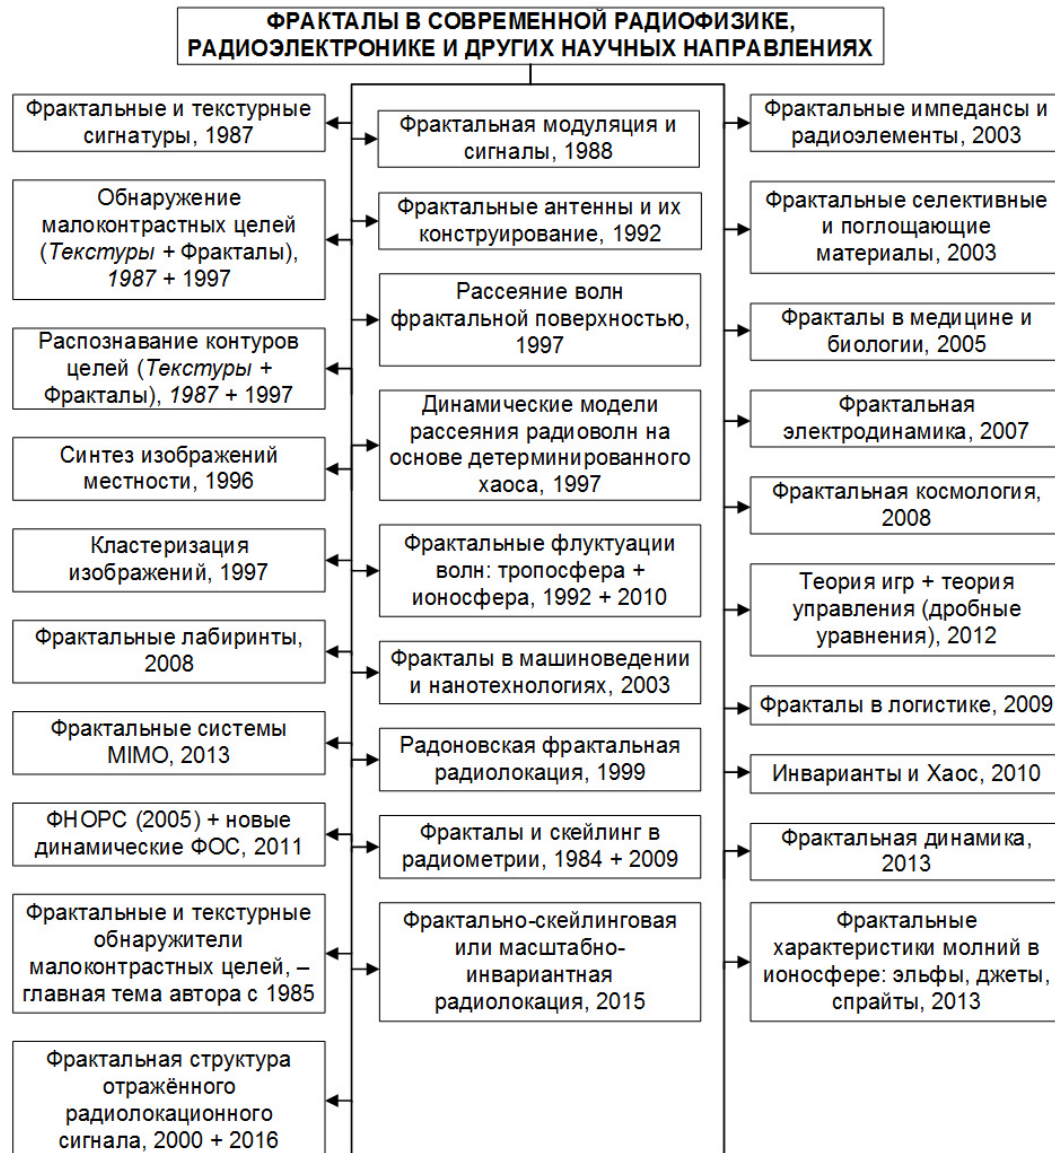 ФРАКТАЛЫ В СОВРЕМЕННОЙ РАДИОФИЗИКЕ,
РАДИОЭЛЕКТРОНИКЕ И ДРУГИХ НАУЧНЫХ НАПРАВЛЕНИЯХ
Фрактальные и текстурные
сигнатуры, 1987
Обнаружение
малоконтрастных целей
(Текстуры + Фракталы),
1987 + 1997
Распознавание контуров
целей (Текстуры +
Фракталы), 1987 + 1997
Синтез изображений
местности, 1996
Кластеризация
изображений, 1997
Фрактальные лабиринты,
2008
Фрактальные системы
MIMO, 2013
ФНОРС (2005) + новые
динамические ФОС, 2011
Фрактальные и текстурные
обнаружители
малоконтрастных целей, –
главная тема автора с 1985
Фрактальная структура
отражённого
радиолокационного
сигнала, 2000 + 2016
Фрактальная модуляция и
сигналы, 1988
Фрактальные антенны и их
конструирование, 1992
Рассеяние волн
фрактальной поверхностью,
1997
Динамические модели
рассеяния радиоволн на
основе детерминированного
хаоса, 1997
Фрактальные флуктуации
волн: тропосфера +
ионосфера, 1992 + 2010
Фракталы в машиноведении
и нанотехнологиях, 2003
Радоновская фрактальная
радиолокация, 1999
Фракталы и скейлинг в
радиометрии, 1984 + 2009
Фрактально-скейлинговая
или масштабно-
инвариантная
радиолокация, 2015
Фрактальные импедансы и
радиоэлементы, 2003
Фрактальные селективные
и поглощающие
материалы, 2003
Фракталы в медицине и
биологии, 2005
Фрактальная
электродинамика, 2007
Фрактальная космология,
2008
Теория игр + теория
управления (дробные
уравнения), 2012
Фракталы в логистике, 2009
Инварианты и Хаос, 2010
Фрактальная динамика,
2013
Фрактальные
характеристики молний в
ионосфере: эльфы, джеты,
спрайты, 2013